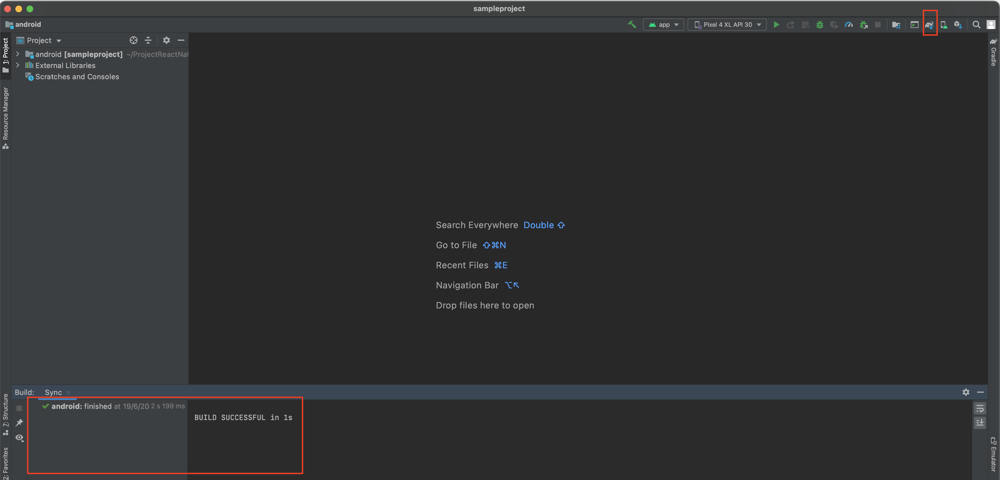 sampleproject
android
app
Pixel 4 XL API 30
1: Project
Resource Manager
Z: Structure
2: Favorites
Project
android [sampleproject] ~/ProjectReactNat
External Libraries
Scratches and Consoles
Search Everywhere Double ⇧
Go to File ⇧⌘N
Recent Files ⌘E
Navigation Bar ⌥↖
Drop files here to open
Gradle
Emulator
Build: Sync
android: finished at 19/6/20 2 s 199 ms
BUILD SUCCESSFUL in 1s